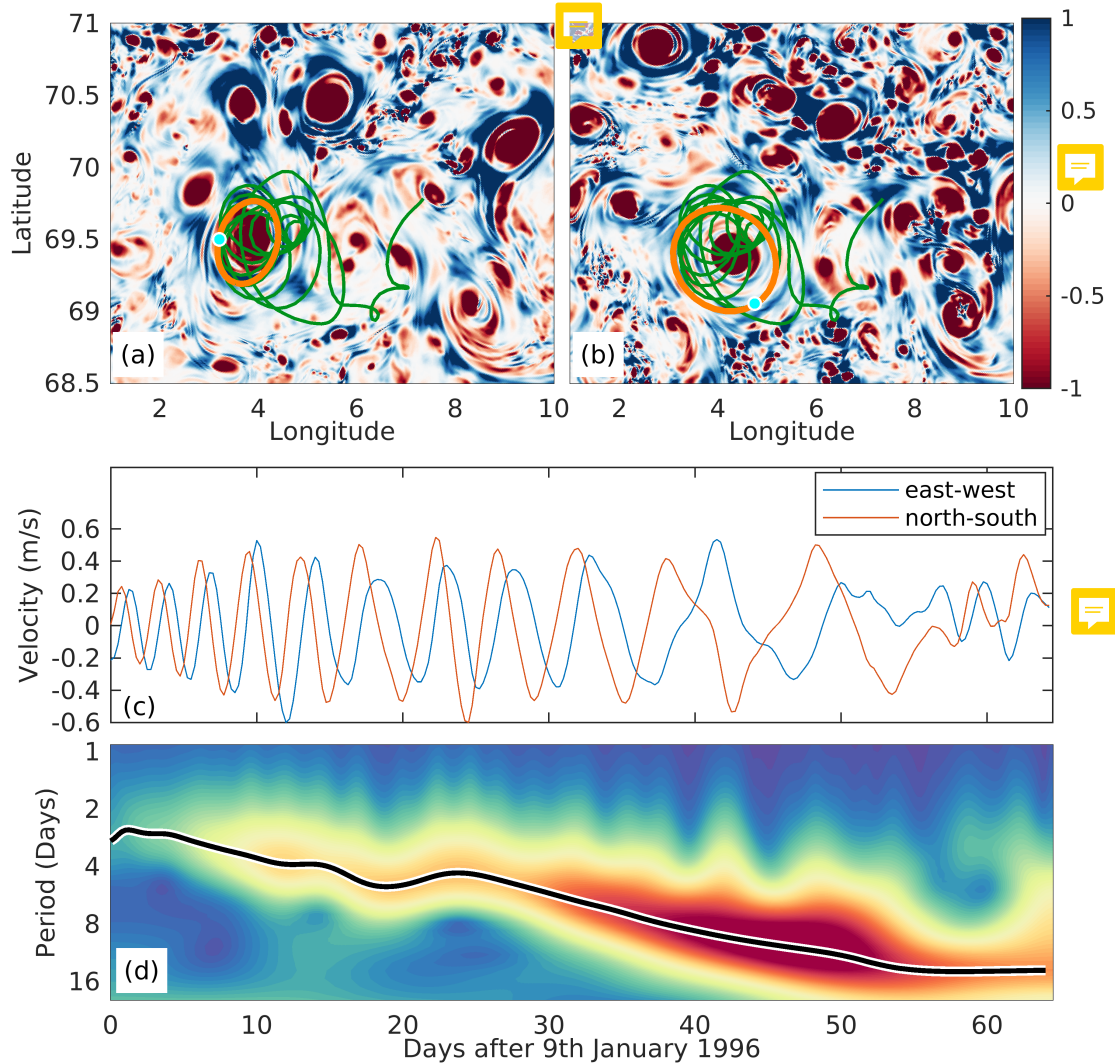 71
70.5
70
69.5
69
68.5
Latitude
(a)
2 4 6 8 10
Longitude
(b)
2 4 6 8 10
Longitude
1
0.5
0
-0.5
-1
Velocity (m/s)
0.6
0.4
0.2
0
-0.2
-0.4
-0.6
east-west
north-south
(c)
Period (Days)
1
2
4
8
16
(d)
0 10 20 30 40 50 60
Days after 9th January 1996